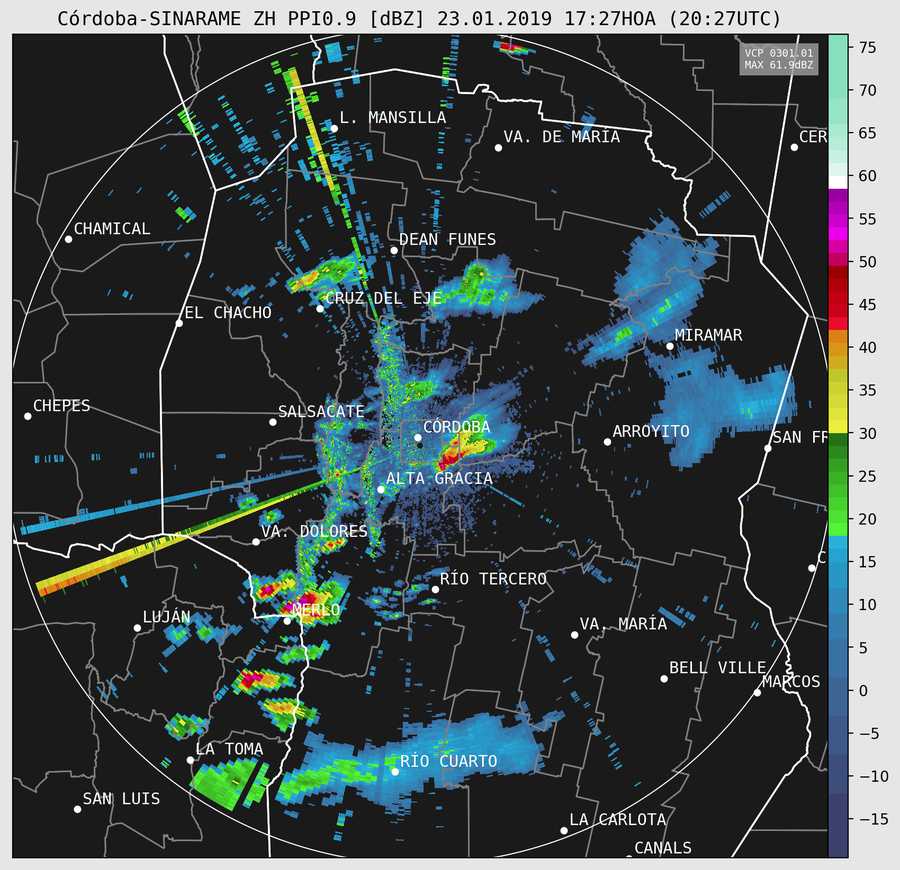 Córdoba-SINARAME ZH PPI0.9 [dBZ] 23.01.2019 17:27HOA (20:27UTC)
VCP 0301.01
MAX 61.9dBZ
75
70
65
60
55
50
45
40
35
30
25
20
15
10
5
0
−5
−10
−15
L. MANSILLA
VA. DE MARIA
CER
CHAMICAL
DEAN FUNES
CRUZ DEL EJE
EL CHACHO
MIRAMAR
CHEPES
SALSACATE
CÓRDOBA
ARROYITO
SAN FR
ALTA GRACIA
VA. DOLORES
C
RÍO TERCERO
LUJÁN
MERLO
VA. MARÍA
BELL VILLE
MARCOS
LA TOMA
RÍO CUARTO
SAN LUIS
LA CARLOTA
CANALS